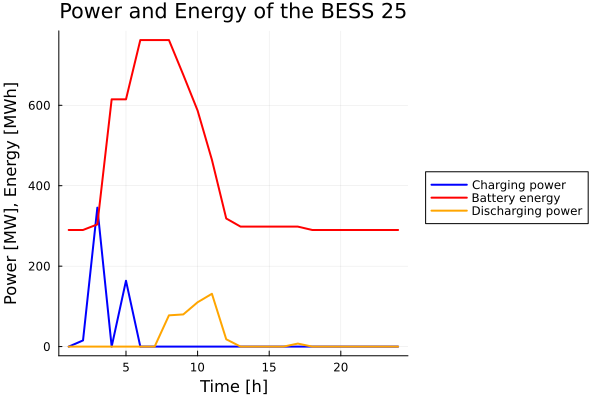 Power and Energy of the BESS 25
Power [MW], Energy [MWh]
600
400
200
0
5 10 15 20
Time [h]
Charging power
Battery energy
Discharging power